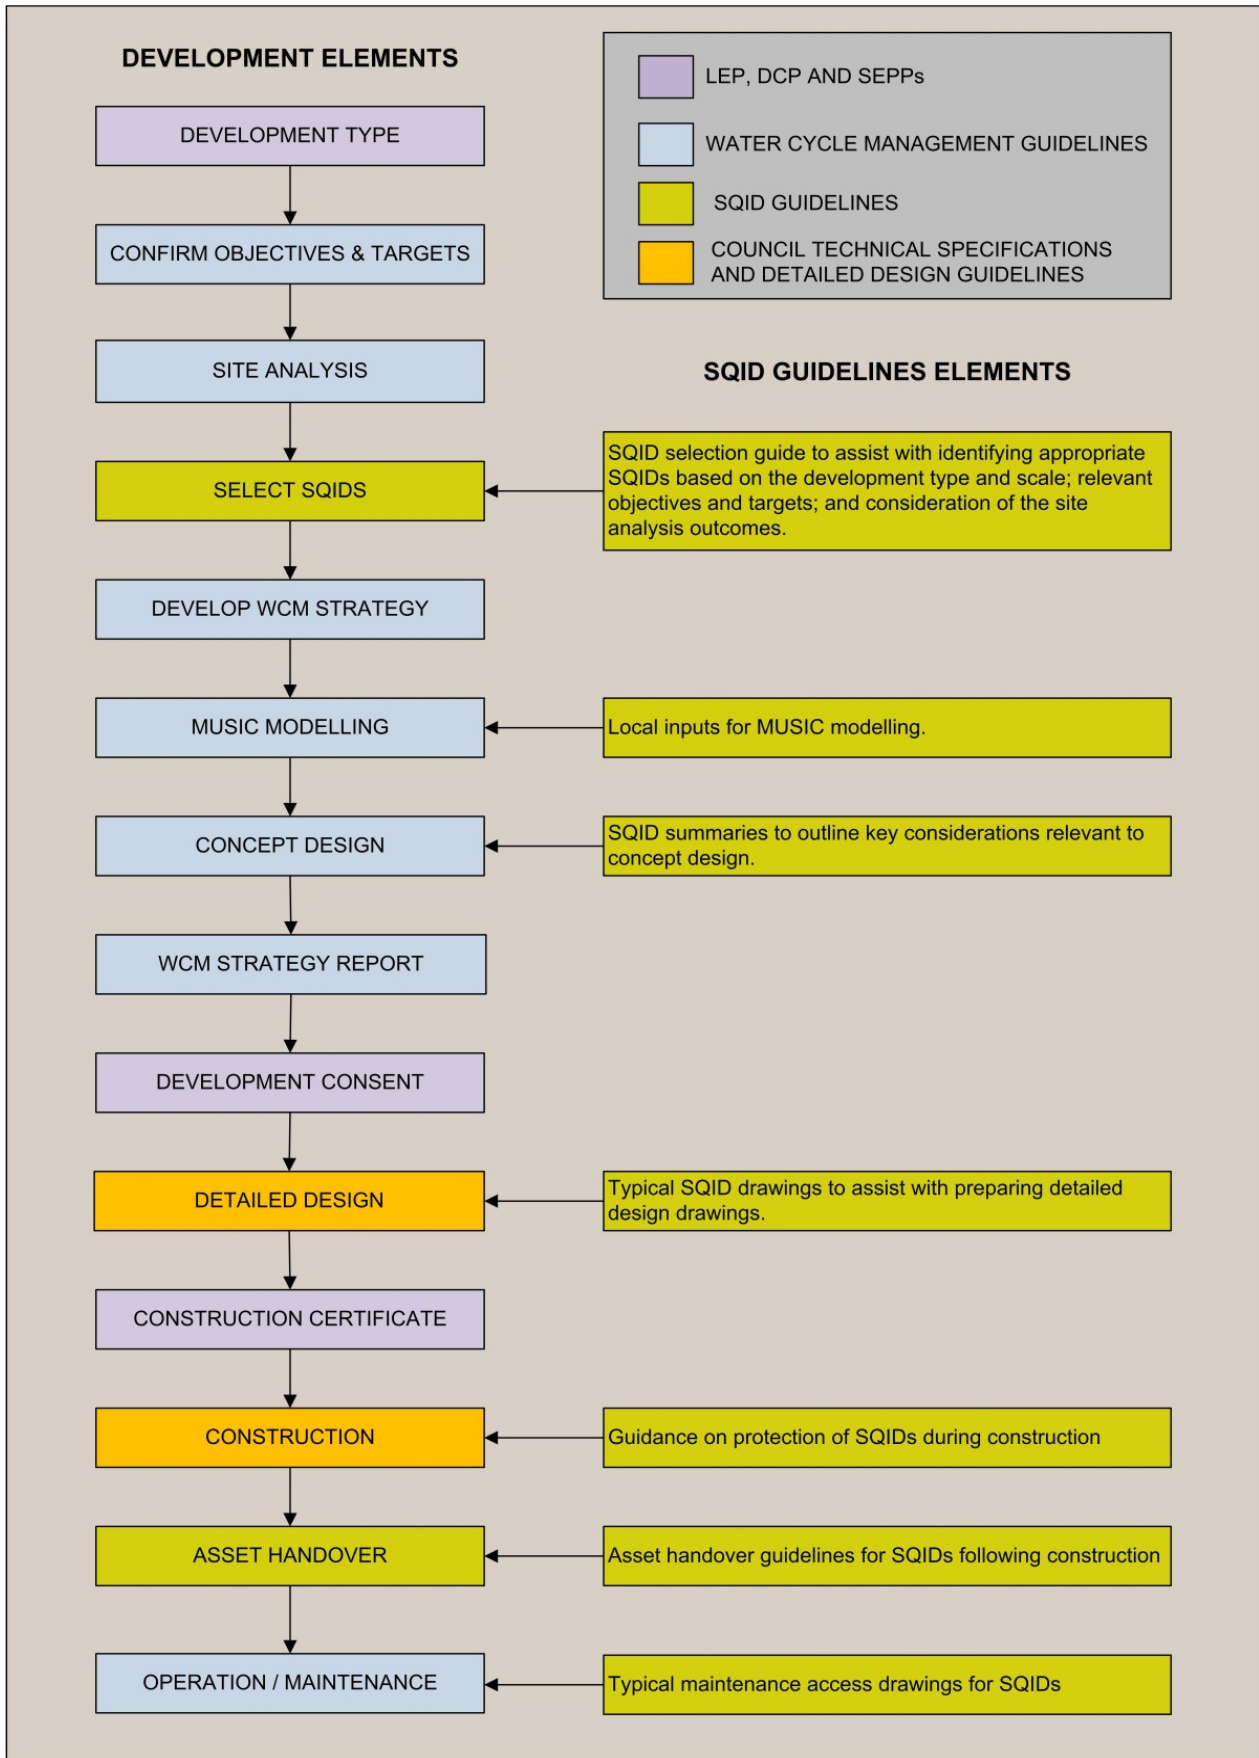 DEVELOPMENT ELEMENTS
LEP, DCP AND SEPPs
WATER CYCLE MANAGEMENT GUIDELINES
SQID GUIDELINES
COUNCIL TECHNICAL SPECIFICATIONS
AND DETAILED DESIGN GUIDELINES
DEVELOPMENT TYPE
CONFIRM OBJECTIVES & TARGETS
SITE ANALYSIS
SQID GUIDELINES ELEMENTS
SELECT SQIDS
SQID selection guide to assist with identifying appropriate
SQIDs based on the development type and scale; relevant
objectives and targets; and consideration of the site
analysis outcomes.
DEVELOP WCM STRATEGY
MUSIC MODELLING
Local inputs for MUSIC modelling.
CONCEPT DESIGN
SQID summaries to outline key considerations relevant to
concept design.
WCM STRATEGY REPORT
DEVELOPMENT CONSENT
DETAILED DESIGN
Typical SQID drawings to assist with preparing detailed
design drawings.
CONSTRUCTION CERTIFICATE
CONSTRUCTION
Guidance on protection of SQIDs during construction
ASSET HANDOVER
Asset handover guidelines for SQIDs following construction
OPERATION / MAINTENANCE
Typical maintenance access drawings for SQIDs